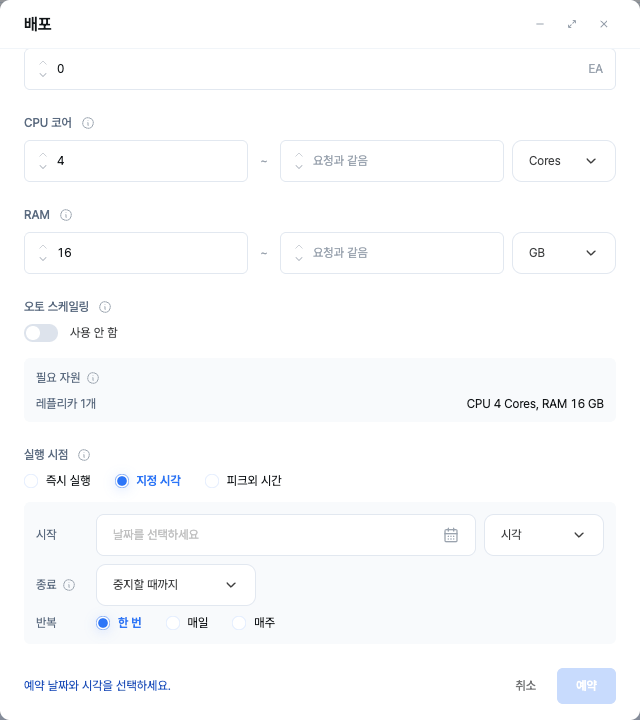 배포
0 EA
CPU 코어
4 ~ 요청과 같음 Cores
RAM
16 ~ 요청과 같음 GB
오토 스케일링
사용 안 함
필요 자원
레플리카 1개 CPU 4 Cores, RAM 16 GB
실행 시점
즉시 실행 지정 시각 피크외 시간
시작 날짜를 선택하세요 시각
종료 중지할 때까지
반복 한 번 매일 매주
예약 날짜와 시각을 선택하세요. 취소 예약